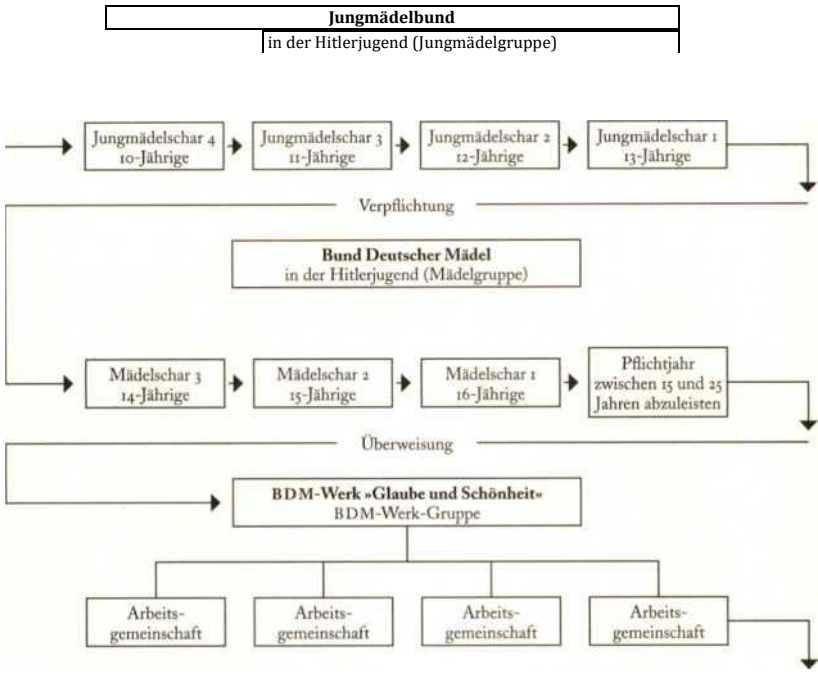 Jungmädelbund
in der Hitlerjugend (Jungmädelgruppe)
Jungmädelschar 4
10-Jährige
Jungmädelschar 3
11-Jährige
Jungmädelschar 2
12-Jährige
Jungmädelschar 1
13-Jährige
Verpflichtung
Bund Deutscher Mädel
in der Hitlerjugend (Mädelgruppe)
Mädelschar 3
14-Jährige
Mädelschar 2
15-Jährige
Mädelschar 1
16-Jährige
Pflichtjahr
zwischen 15 und 25
Jahren abzuleisten
Überweisung
BDM-Werk »Glaube und Schönheit«
BDM-Werk-Gruppe
Arbeits-
gemeinschaft
Arbeits-
gemeinschaft
Arbeits-
gemeinschaft
Arbeits-
gemeinschaft